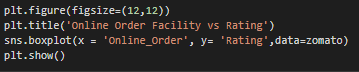 plt.figure(figsize=(12,12))
plt.title('Online Order Facility vs Rating')
sns.boxplot(x = 'Online_Order', y= 'Rating',data=zomato)
plt.show()